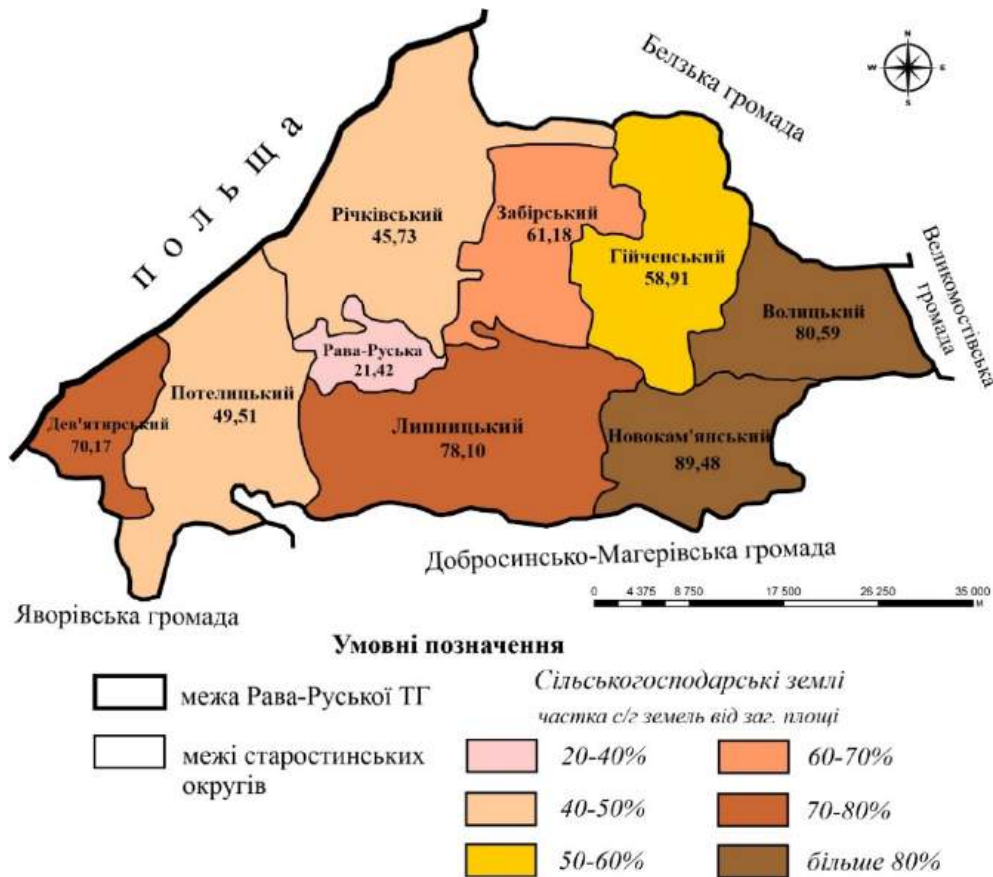 N
W
E
S
Белзька громада
П О Л Ь Щ А
Річківський
45,73
Забірський
61,18
Гійченський
58,91
Великомостівська
громада
Волицький
80,59
Рава-Руська
21,42
Потелицький
49,51
Дев'ятирський
70,17
Липницький
78,10
Новокам'янський
89,48
Добросинсько-Магерівська громада
Яворівська громада
0 4 375 8 750 17 500 26 250 35 000
М
Умовні позначення
межа Рава-Руської ТГ
межі старостинських
округів
Сільськогосподарські землі
частка с/г земель від заг. площі
20-40%
40-50%
50-60%
60-70%
70-80%
більше 80%